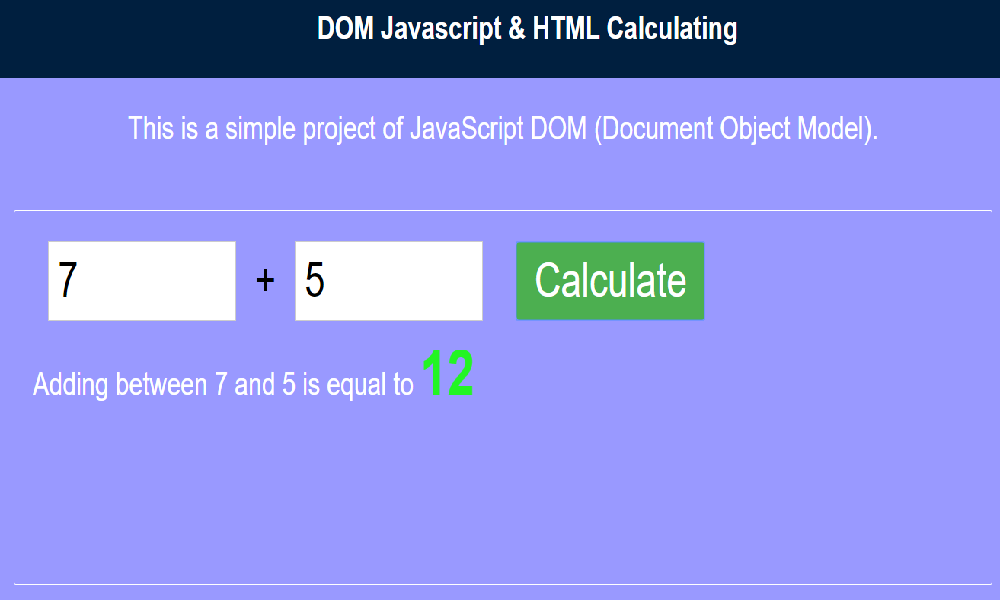 DOM Javascript & HTML Calculating
This is a simple project of JavaScript DOM (Document Object Model).
7 + 5 Calculate
Adding between 7 and 5 is equal to 12